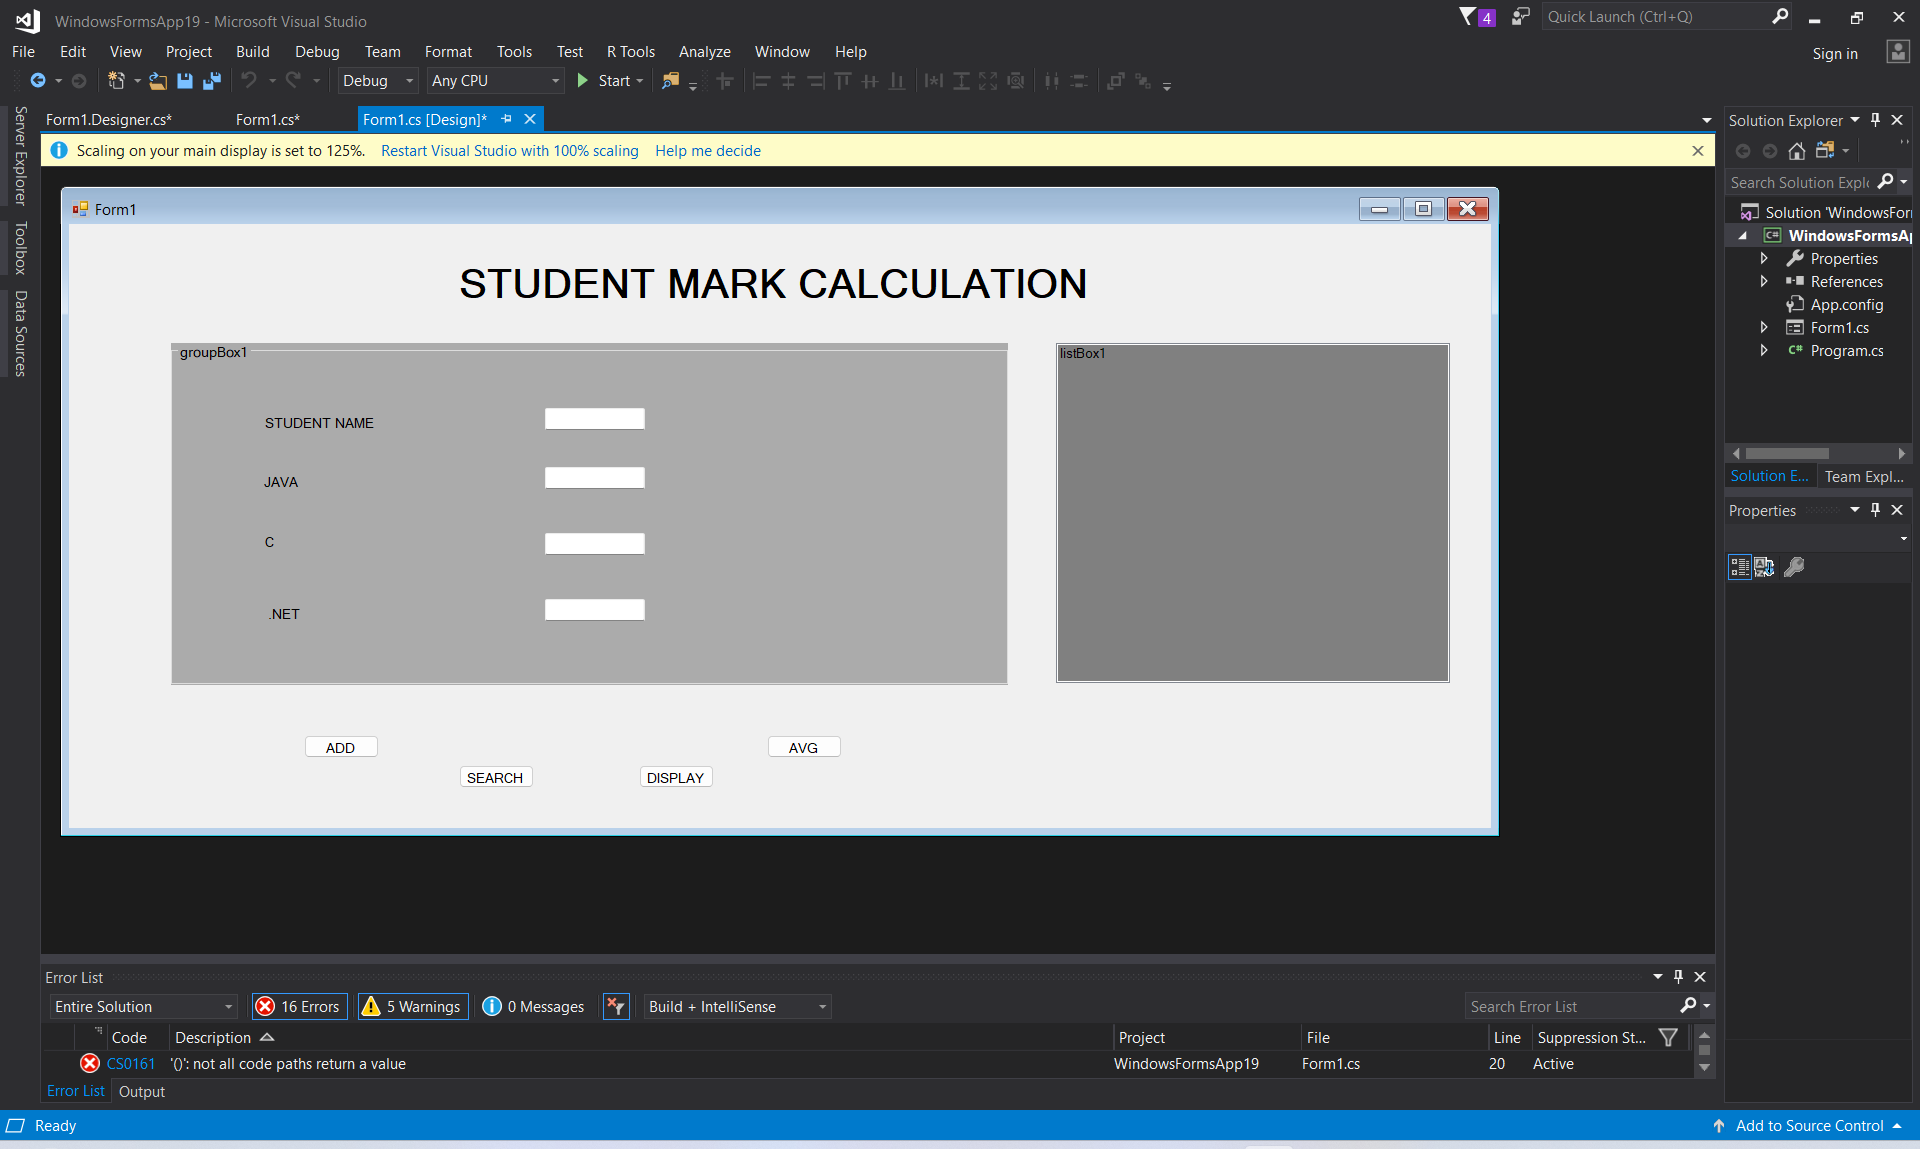 WindowsFormsApp19 - Microsoft Visual Studio
4
Quick Launch (Ctrl+Q)
File Edit View Project Build Debug Team Format Tools Test R Tools Analyze Window Help
Sign in
Debug Any CPU Start
Server Explorer
Toolbox
Data Sources
Form1.Designer.cs* Form1.cs* Form1.cs [Design]*
Scaling on your main display is set to 125%. Restart Visual Studio with 100% scaling Help me decide
Form1
STUDENT MARK CALCULATION
groupBox1
listBox1
STUDENT NAME
JAVA
C
.NET
ADD
AVG
SEARCH
DISPLAY
Solution Explorer
Search Solution Explo
Solution 'WindowsFor
WindowsFormsAp
Properties
References
App.config
Form1.cs
C# Program.cs
Solution E... Team Expl...
Properties
Error List
Entire Solution 16 Errors 5 Warnings 0 Messages Build + IntelliSense Search Error List
Code Description Project File Line Suppression St...
CS0161 '()': not all code paths return a value WindowsFormsApp19 Form1.cs 20 Active
Error List Output
Ready
Add to Source Control